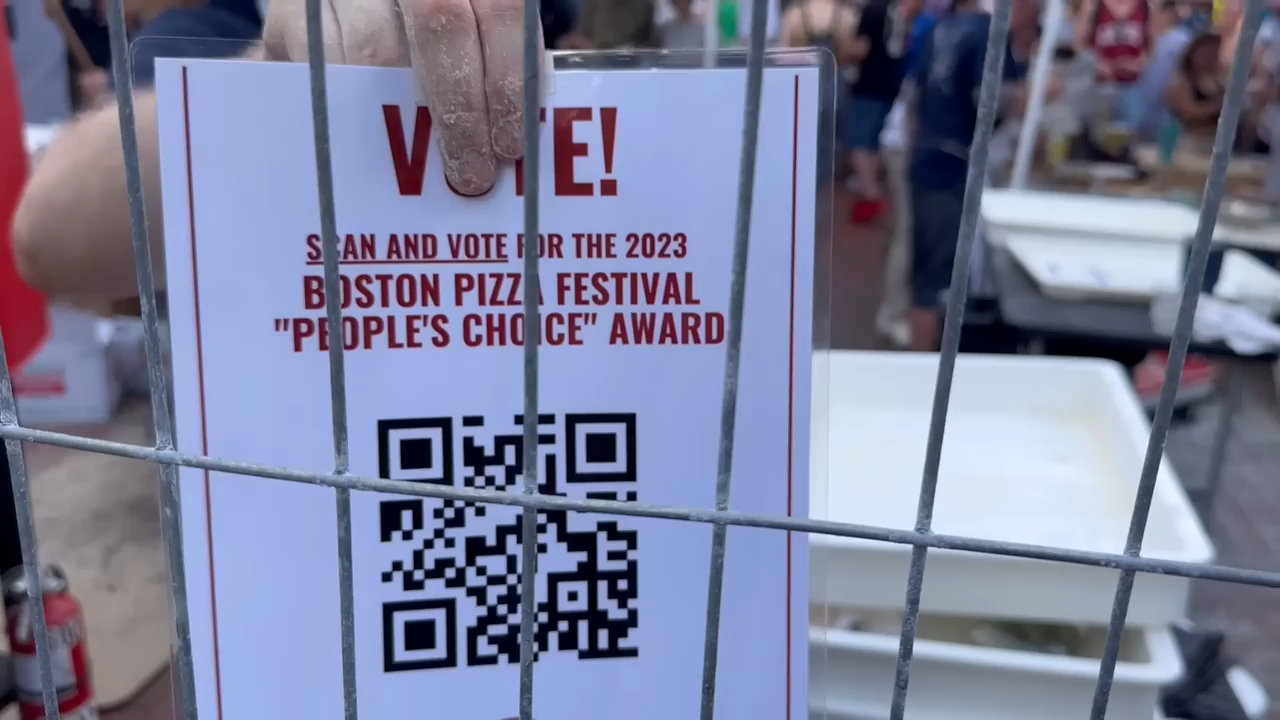 VOTE!
SCAN AND VOTE FOR THE 2023
BOSTON PIZZA FESTIVAL
"PEOPLE'S CHOICE" AWARD